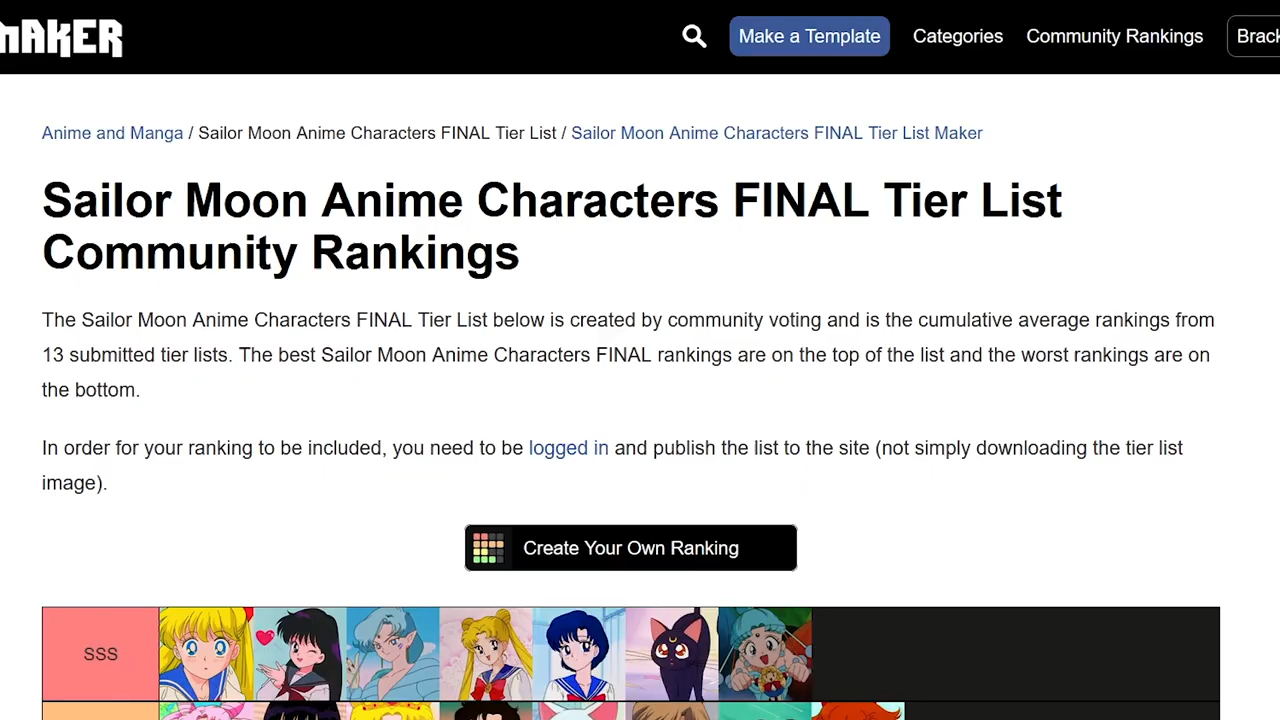 MAKER
Make a Template
Categories
Community Rankings
Brack
Anime and Manga / Sailor Moon Anime Characters FINAL Tier List / Sailor Moon Anime Characters FINAL Tier List Maker
Sailor Moon Anime Characters FINAL Tier List
Community Rankings
The Sailor Moon Anime Characters FINAL Tier List below is created by community voting and is the cumulative average rankings from
13 submitted tier lists. The best Sailor Moon Anime Characters FINAL rankings are on the top of the list and the worst rankings are on
the bottom.
In order for your ranking to be included, you need to be logged in and publish the list to the site (not simply downloading the tier list
image).
Create Your Own Ranking
SSS